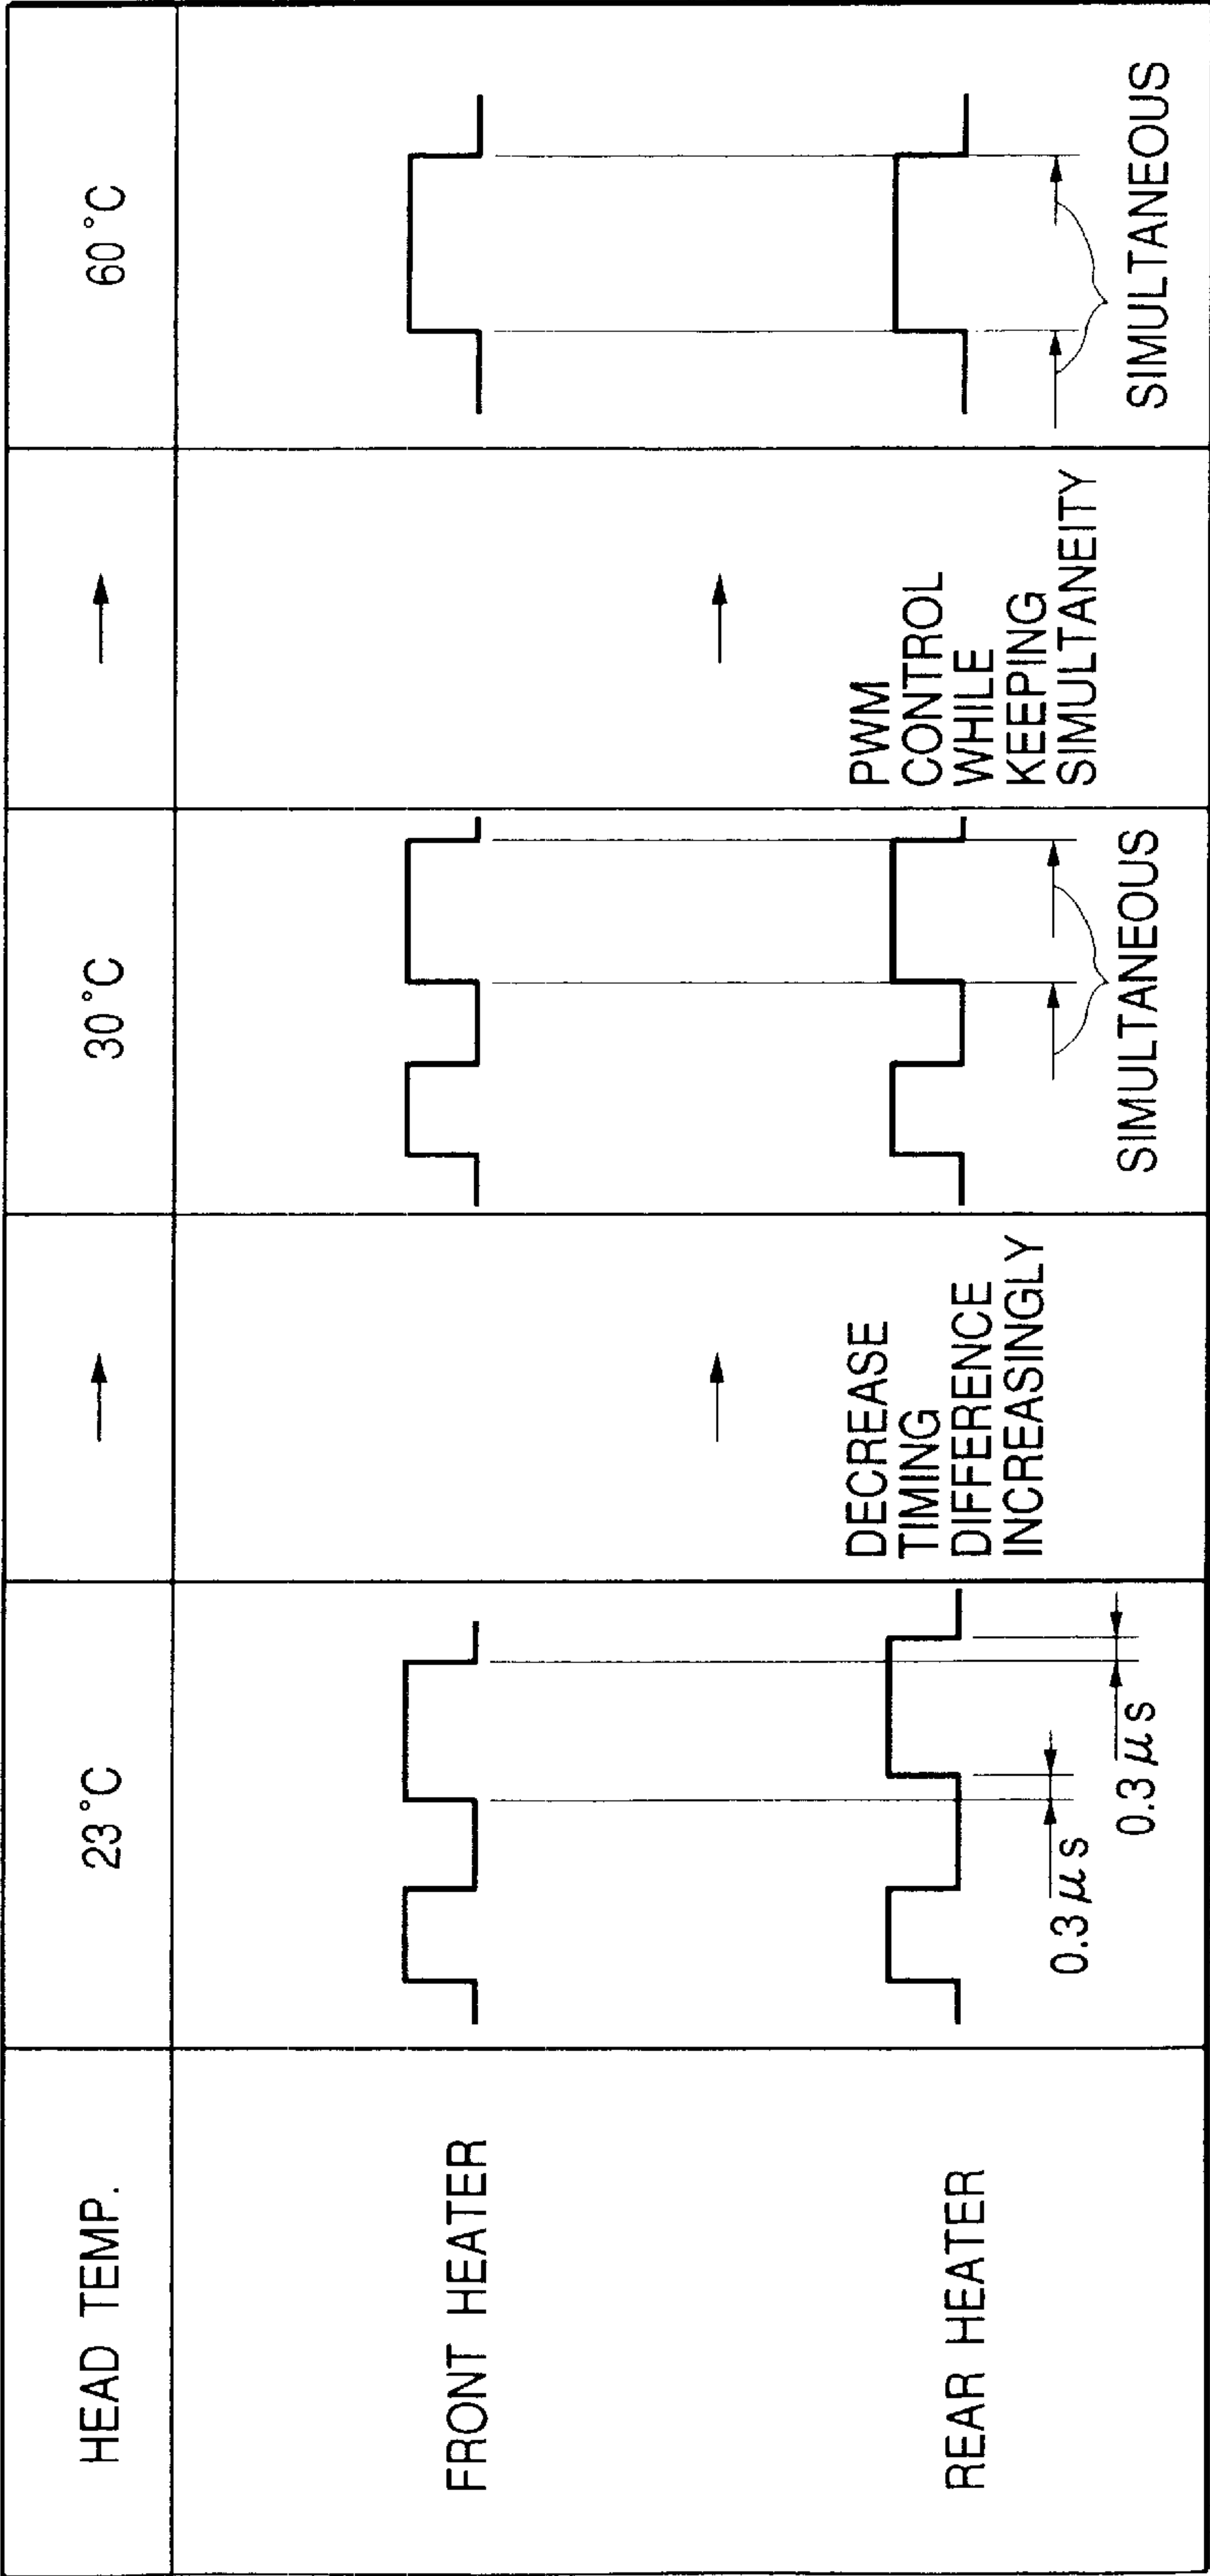 HEAD TEMP.
23°C
→
30°C
→
60°C
FRONT HEATER
REAR HEATER
0.3 μs
0.3 μs
→
DECREASE
TIMING
DIFFERENCE
INCREASINGLY
SIMULTANEOUS
→
PWM
CONTROL
WHILE
KEEPING
SIMULTANEITY
SIMULTANEOUS